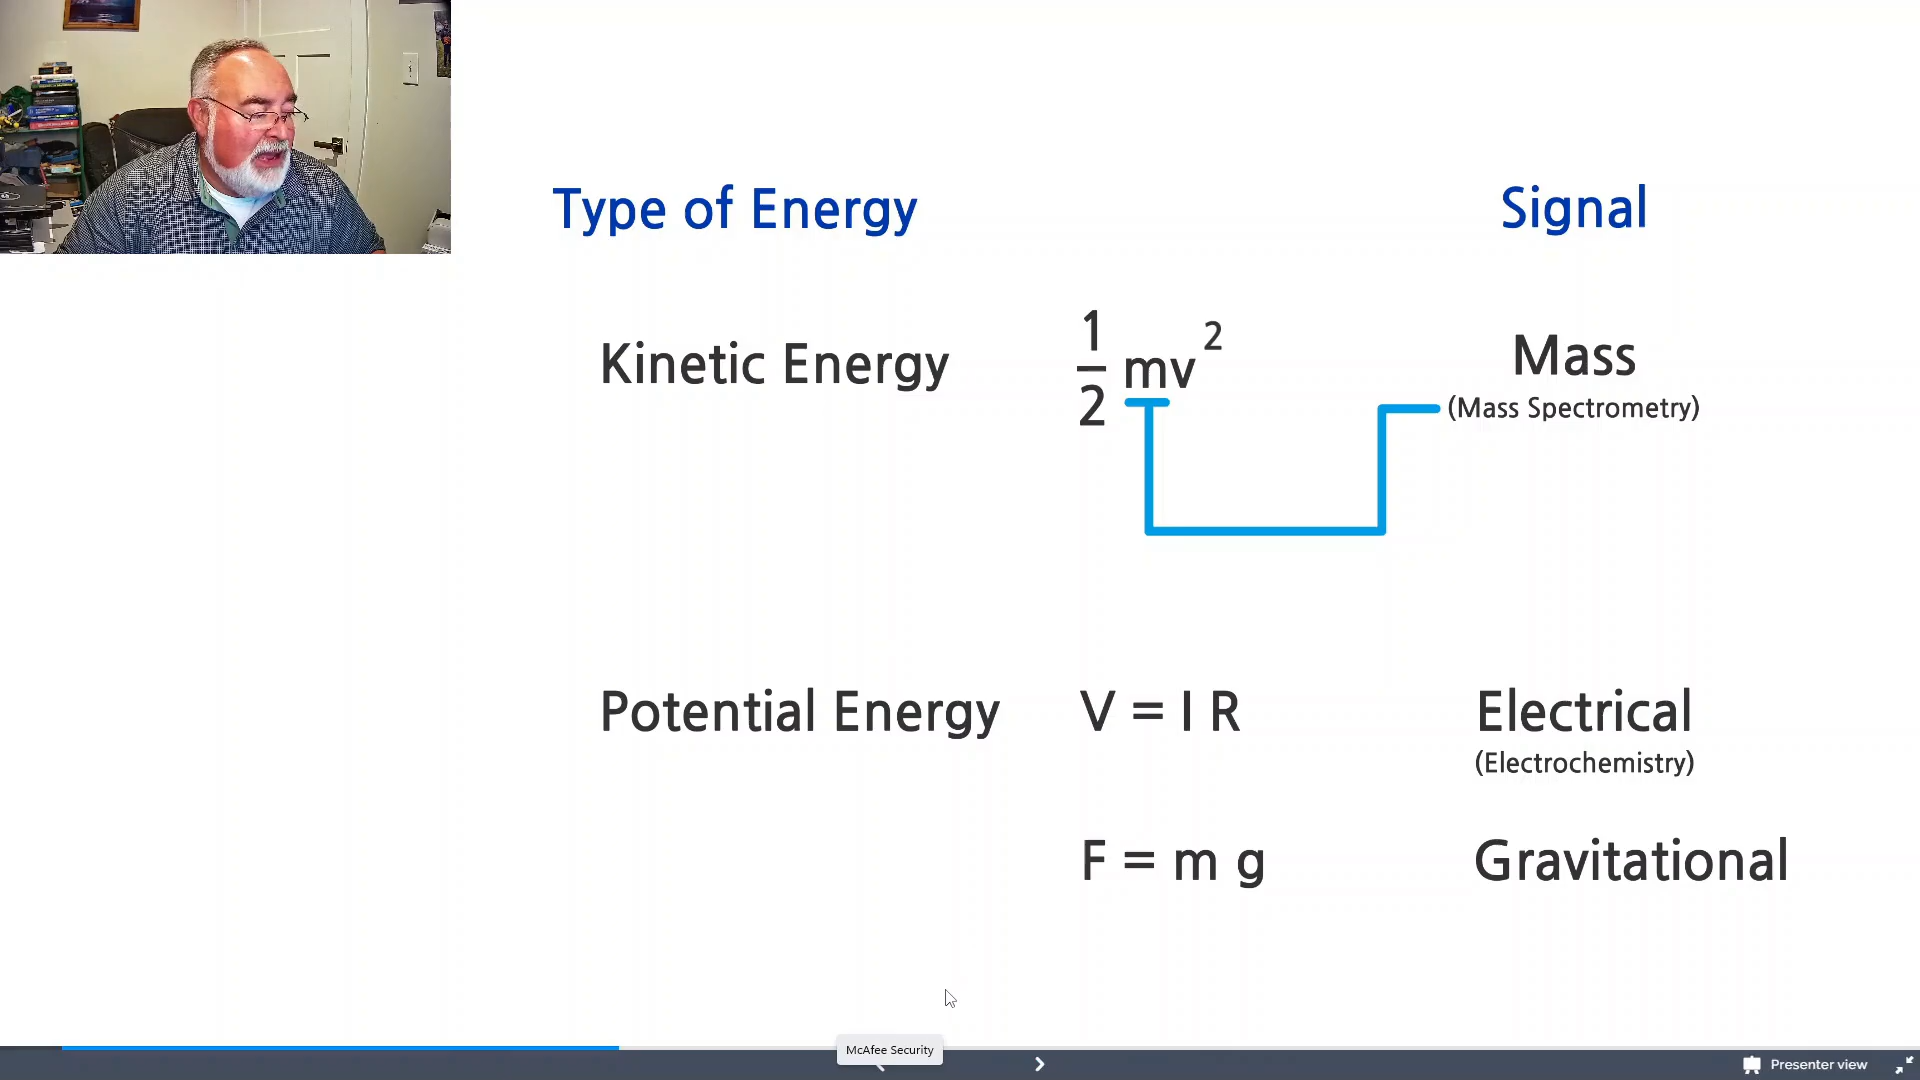 Type of Energy
Signal
Kinetic Energy
1
2
mv
2
Mass
(Mass Spectrometry)
Potential Energy
V = I R
Electrical
(Electrochemistry)
F = m g
Gravitational
McAfee Security
Presenter view